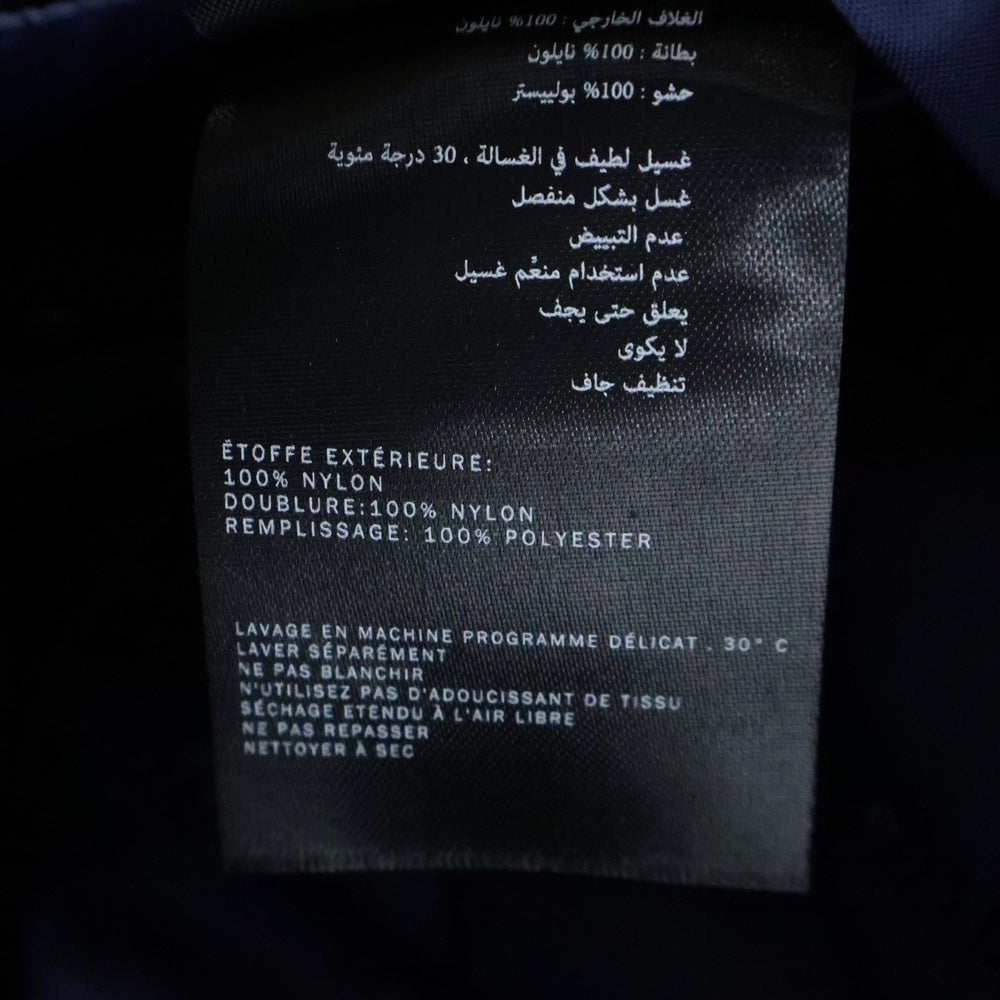 الغلاف الخارجي : 100% نايلون
بطانة : 100% نايلون
حشو : 100% بوليستر
غسيل لطيف في الغسالة ، 30 درجة مئوية
غسل بشكل منفصل
عدم التبييض
عدم استخدام منعِّم غسيل
يعلق حتى يجف
لا يكوى
تنظيف جاف
ÉTOFFE EXTÉRIEURE:
100% NYLON
DOUBLURE:100% NYLON
REMPLISSAGE: 100% POLYESTER
LAVAGE EN MACHINE PROGRAMME DÉLICAT . 30° C
LAVER SÉPARÉMENT
NE PAS BLANCHIR
N'UTILISEZ PAS D'ADOUCISSANT DE TISSU
SÉCHAGE ETENDU À L'AIR LIBRE
NE PAS REPASSER
NETTOYER À SEC